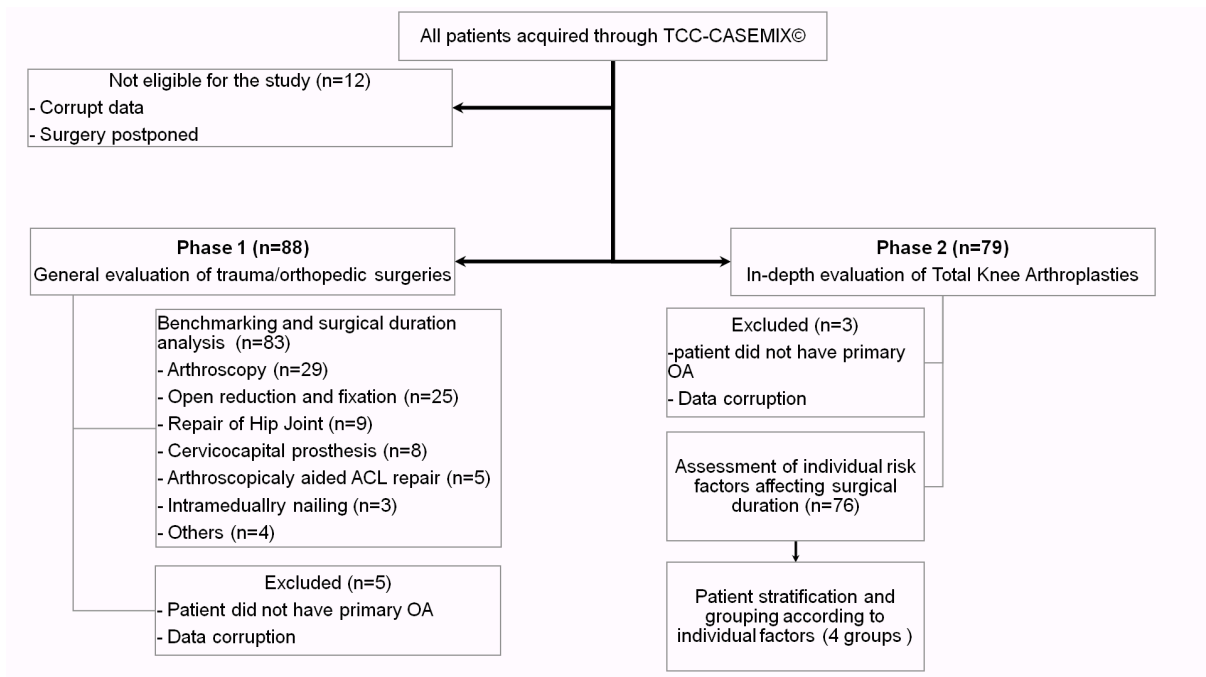 All patients acquired through TCC-CASEMIX©
Not eligible for the study (n=12)
- Corrupt data
- Surgery postponed
Phase 1 (n=88)
General evaluation of trauma/orthopedic surgeries
Benchmarking and surgical duration
analysis (n=83)
- Arthroscopy (n=29)
- Open reduction and fixation (n=25)
- Repair of Hip Joint (n=9)
- Cervicocapital prosthesis (n=8)
- Arthroscopicaly aided ACL repair (n=5)
- Intrameduallry nailing (n=3)
- Others (n=4)
Excluded (n=5)
- Patient did not have primary OA
- Data corruption
Phase 2 (n=79)
In-depth evaluation of Total Knee Arthroplasties
Excluded (n=3)
-patient did not have primary
OA
- Data corruption
Assessment of individual risk
factors affecting surgical
duration (n=76)
Patient stratification and
grouping according to
individual factors (4 groups )